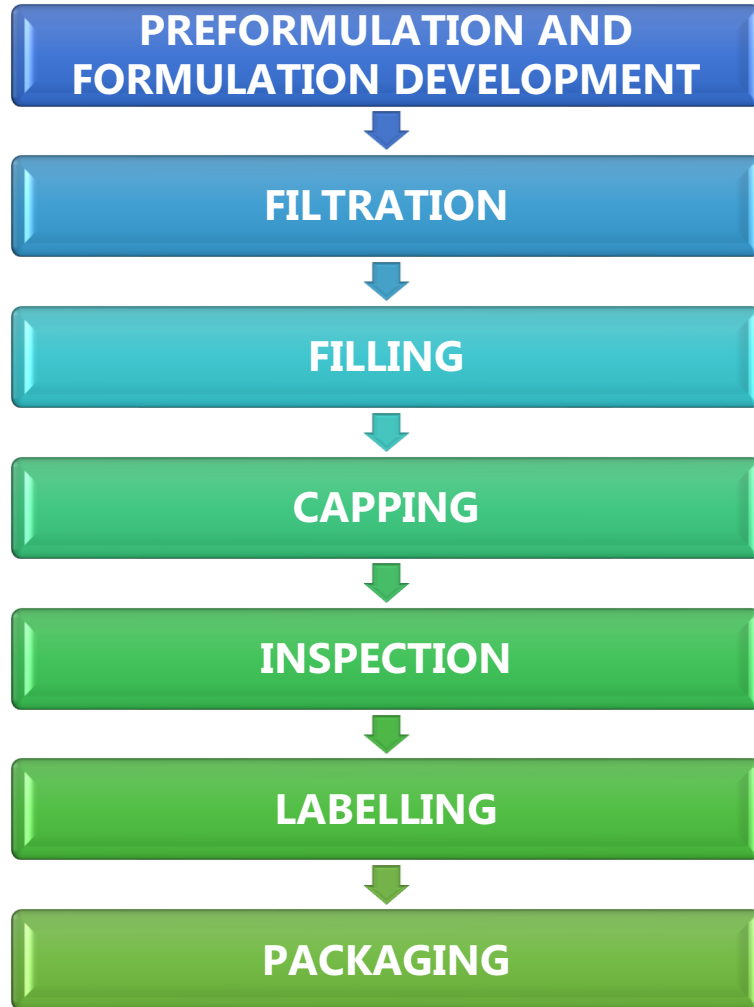 PREFORMULATION AND
FORMULATION DEVELOPMENT
FILTRATION
FILLING
CAPPING
INSPECTION
LABELLING
PACKAGING